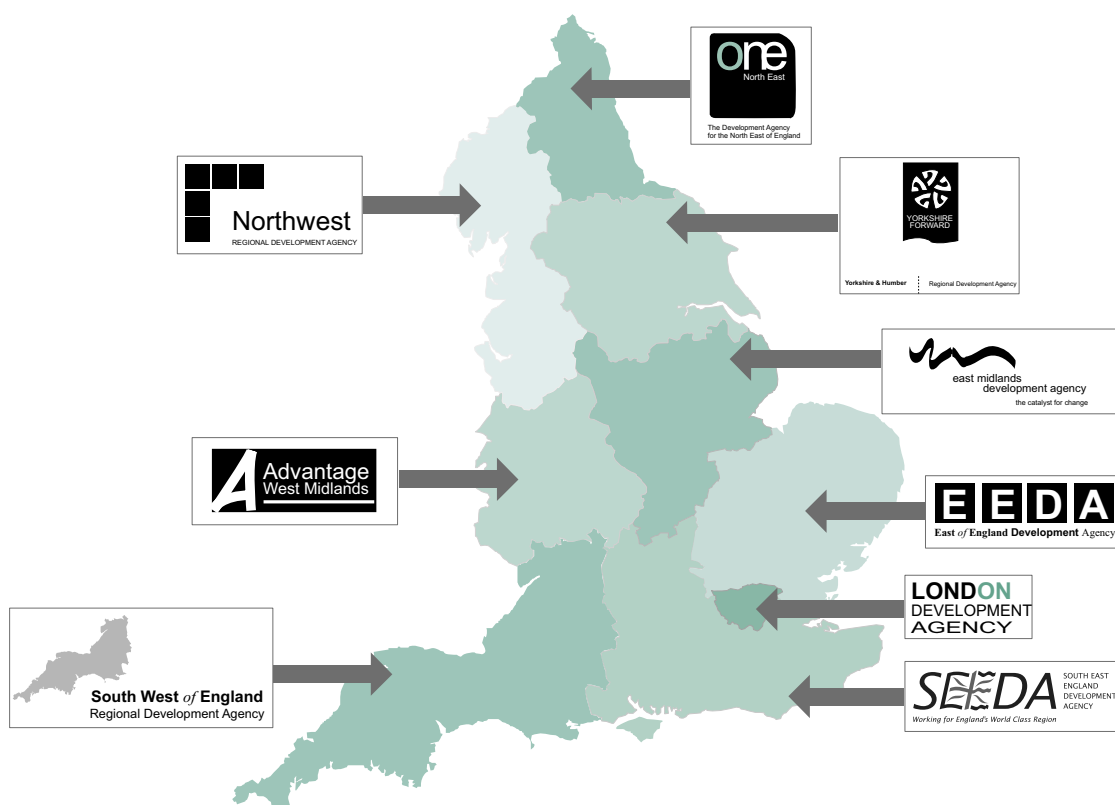 one
North East
The Development Agency
for the North East of England
Northwest
REGIONAL DEVELOPMENT AGENCY
YORKSHIRE
FORWARD
Yorkshire & Humber
Regional Development Agency
east midlands
development agency
the catalyst for change
Advantage
West Midlands
EEDA
East of England Development Agency
LONDON
DEVELOPMENT
AGENCY
South West of England
Regional Development Agency
SEEDA
SOUTH EAST
ENGLAND
DEVELOPMENT
AGENCY
Working for England's World Class Region